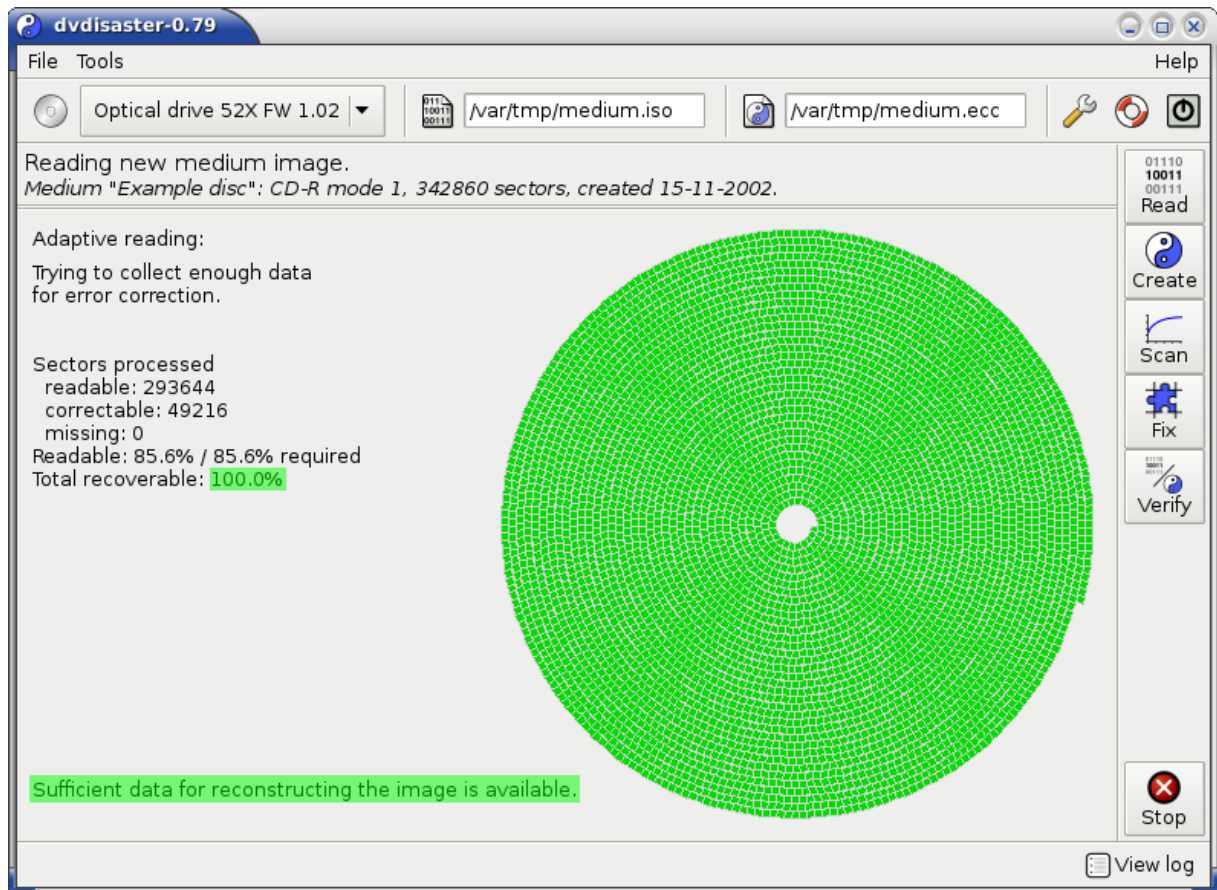 dvdisaster-0.79
File Tools Help
Optical drive 52X FW 1.02 /var/tmp/medium.iso /var/tmp/medium.ecc
Reading new medium image.
Medium "Example disc": CD-R mode 1, 342860 sectors, created 15-11-2002.
Adaptive reading:
Trying to collect enough data
for error correction.
Sectors processed
readable: 293644
correctable: 49216
missing: 0
Readable: 85.6% / 85.6% required
Total recoverable: 100.0%
Sufficient data for reconstructing the image is available.
01110
10011
00111
Read
Create
Scan
Fix
Verify
Stop
View log